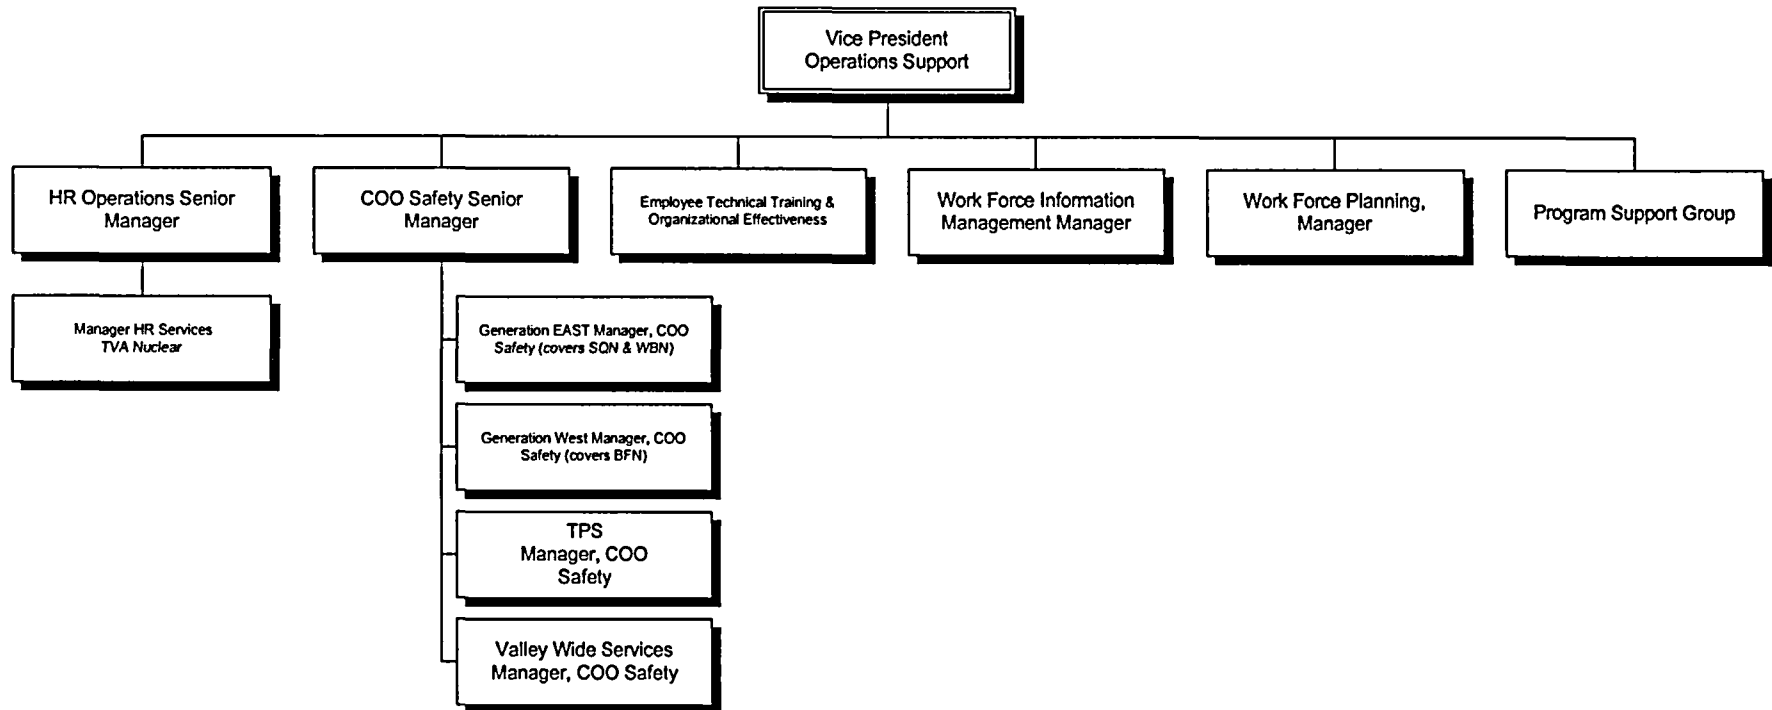 Vice President
Operations Support
HR Operations Senior
Manager
COO Safety Senior
Manager
Employee Technical Training &
Organizational Effectiveness
Work Force Information
Management Manager
Work Force Planning,
Manager
Program Support Group
Manager HR Services
TVA Nuclear
Generation EAST Manager, COO
Safety (covers SQN & WBN)
Generation West Manager, COO
Safety (covers BFN)
TPS
Manager, COO
Safety
Valley Wide Services
Manager, COO Safety